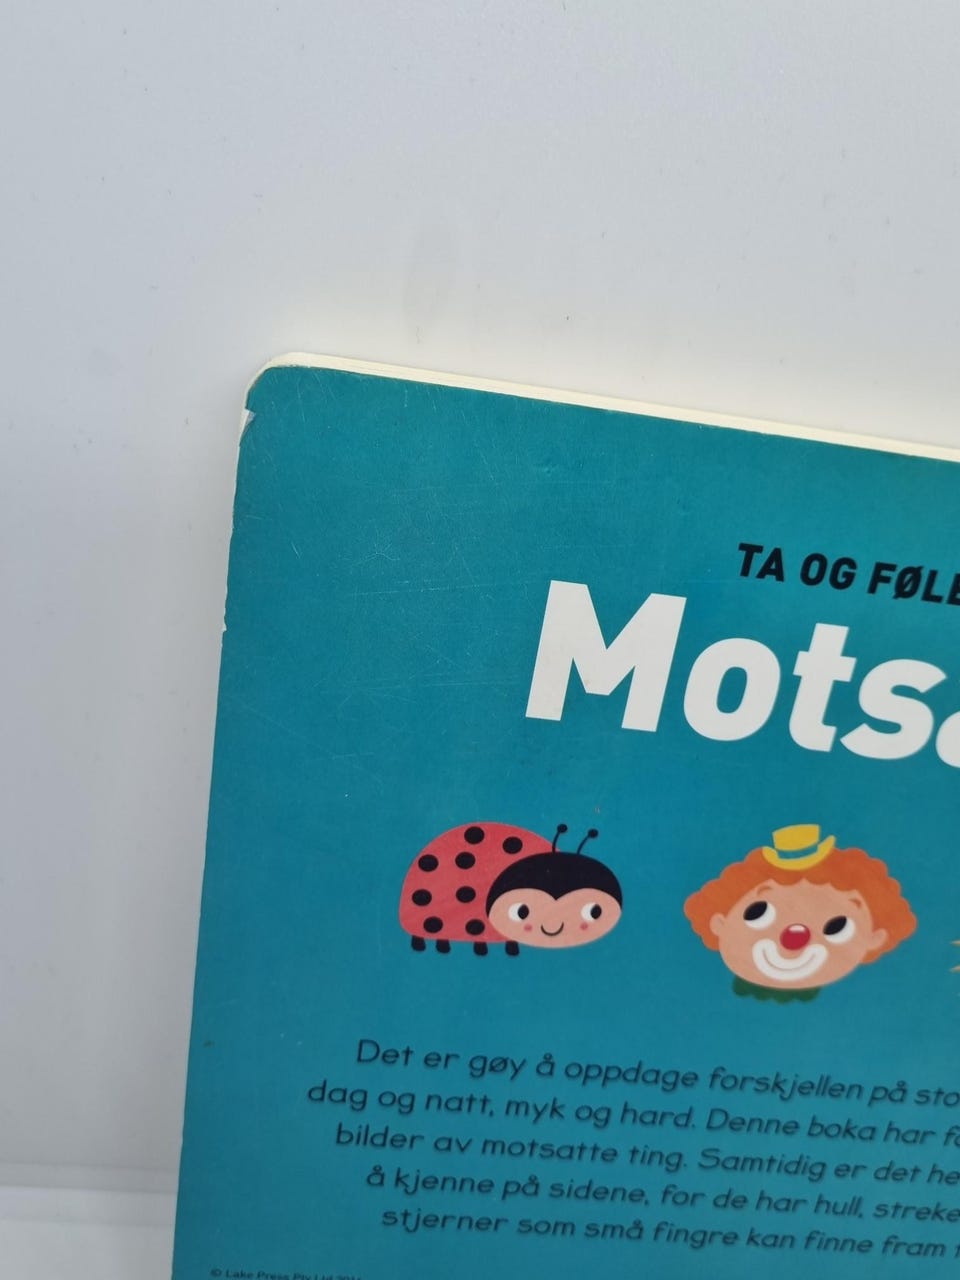 TA OG FØLE
Motsa
Det er gøy å oppdage forskjellen på sto
dag og natt, myk og hard. Denne boka har f
bilder av motsatte ting. Samtidig er det he
å kjenne på sidene, for de har hull, streke
stjerner som små fingre kan finne fram
© Lake Press Pty Ltd